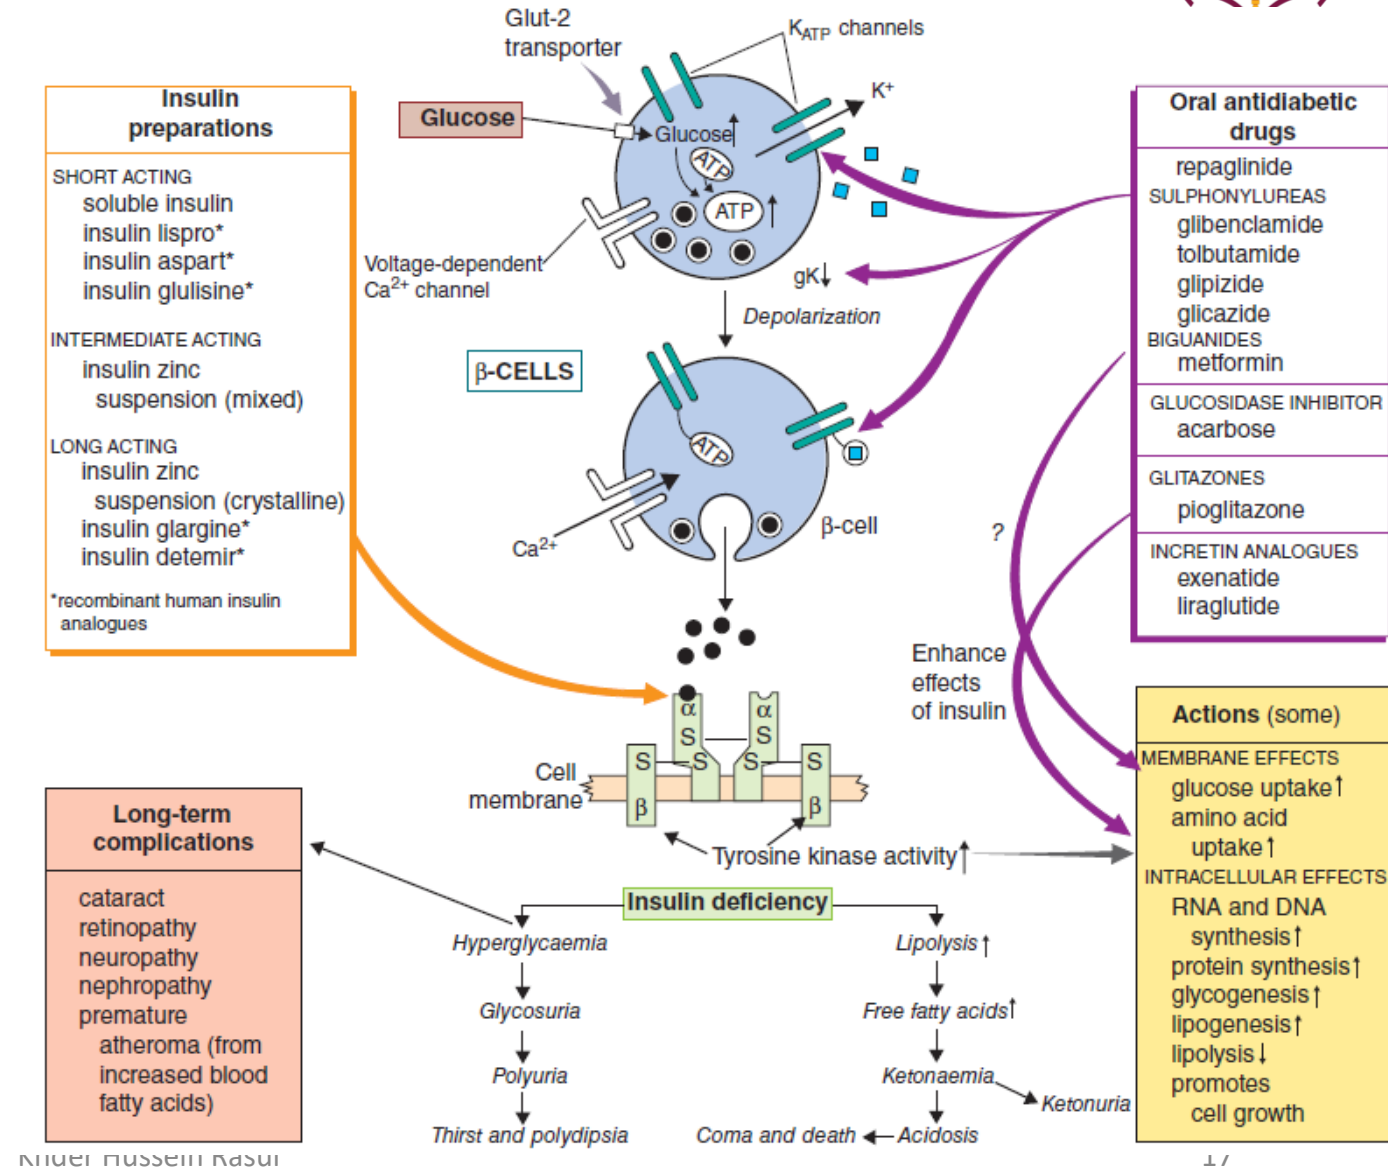 Glut-2
transporter
K_ATP channels
K+
Glucose
Glucose↑
ATP
ATP ↑
Voltage-dependent
Ca2+ channel
gK↓
Depolarization
β-CELLS
ATP
Ca2+
β-cell
Insulin
preparations
SHORT ACTING
soluble insulin
insulin lispro*
insulin aspart*
insulin glulisine*
INTERMEDIATE ACTING
insulin zinc
suspension (mixed)
LONG ACTING
insulin zinc
suspension (crystalline)
insulin glargine*
insulin detemir*
*recombinant human insulin
analogues
Oral antidiabetic
drugs
repaglinide
SULPHONYLUREAS
glibenclamide
tolbutamide
glipizide
glicazide
BIGUANIDES
metformin
GLUCOSIDASE INHIBITOR
acarbose
GLITAZONES
pioglitazone
INCRETIN ANALOGUES
exenatide
liraglutide
?
Enhance
effects
of insulin
α
S
S
β
S
α
S
S
S
β
Cell
membrane
Tyrosine kinase activity↑
Actions (some)
MEMBRANE EFFECTS
glucose uptake↑
amino acid
uptake↑
INTRACELLULAR EFFECTS
RNA and DNA
synthesis↑
protein synthesis↑
glycogenesis↑
lipogenesis↑
lipolysis↓
promotes
cell growth
Long-term
complications
cataract
retinopathy
neuropathy
nephropathy
premature
atheroma (from
increased blood
fatty acids)
Insulin deficiency
Hyperglycaemia
Glycosuria
Polyuria
Thirst and polydipsia
Lipolysis↑
Free fatty acids↑
Ketonaemia
Ketonuria
Acidosis
Coma and death
Khder Hussein Rasul
17